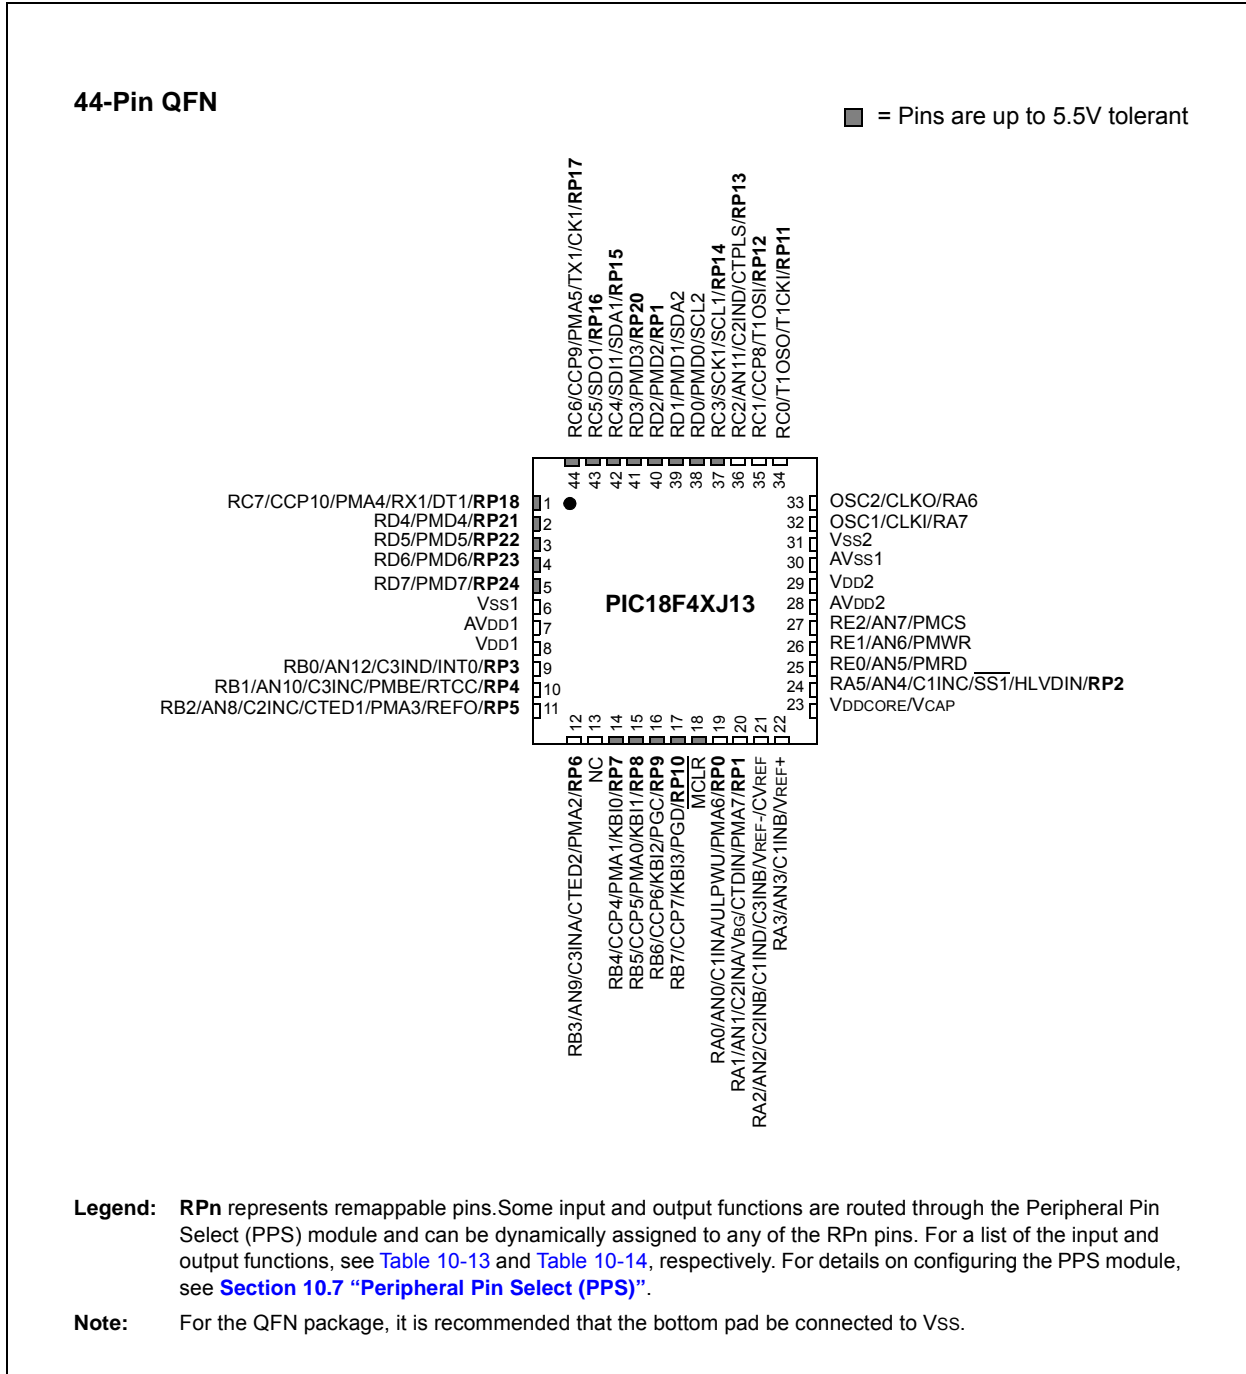 44-Pin QFN
= Pins are up to 5.5V tolerant
RC6/CCP9/PMA5/TX1/CK1/RP17
RC5/SDO1/RP16
RC4/SDI1/SDA1/RP15
RD3/PMD3/RP20
RD2/PMD2/RP1
RD1/PMD1/SDA2
RD0/PMD0/SCL2
RC3/SCK1/SCL1/RP14
RC2/AN11/C2IND/CTPLS/RP13
RC1/CCP8/T1OSI/RP12
RC0/T1OSO/T1CKI/RP11
44 43 42 41 40 39 38 37 36 35 34
RC7/CCP10/PMA4/RX1/DT1/RP18 1
RD4/PMD4/RP21 2
RD5/PMD5/RP22 3
RD6/PMD6/RP23 4
RD7/PMD7/RP24 5
VSS1 6
AVDD1 7
VDD1 8
RB0/AN12/C3IND/INT0/RP3 9
RB1/AN10/C3INC/PMBE/RTCC/RP4 10
RB2/AN8/C2INC/CTED1/PMA3/REFO/RP5 11
PIC18F4XJ13
33 OSC2/CLKO/RA6
32 OSC1/CLKI/RA7
31 VSS2
30 AVSS1
29 VDD2
28 AVDD2
27 RE2/AN7/PMCS
26 RE1/AN6/PMWR
25 RE0/AN5/PMRD
24 RA5/AN4/C1INC/SS1/HLVDIN/RP2
23 VDDCORE/VCAP
12 13 14 15 16 17 18 19 20 21 22
RB3/AN9/C3INA/CTED2/PMA2/RP6
NC
RB4/CCP4/PMA1/KBI0/RP7
RB5/CCP5/PMA0/KBI1/RP8
RB6/CCP6/KBI2/PGC/RP9
RB7/CCP7/KBI3/PGD/RP10
MCLR
RA0/AN0/C1INA/ULPWU/PMA6/RP0
RA1/AN1/C2INA/VBG/CTDIN/PMA7/RP1
RA2/AN2/C2INB/C1IND/C3INB/VREF-/CVREF
RA3/AN3/C1INB/VREF+
Legend: RPn represents remappable pins.Some input and output functions are routed through the Peripheral Pin
Select (PPS) module and can be dynamically assigned to any of the RPn pins. For a list of the input and
output functions, see Table 10-13 and Table 10-14, respectively. For details on configuring the PPS module,
see Section 10.7 “Peripheral Pin Select (PPS)”.
Note: For the QFN package, it is recommended that the bottom pad be connected to VSS.